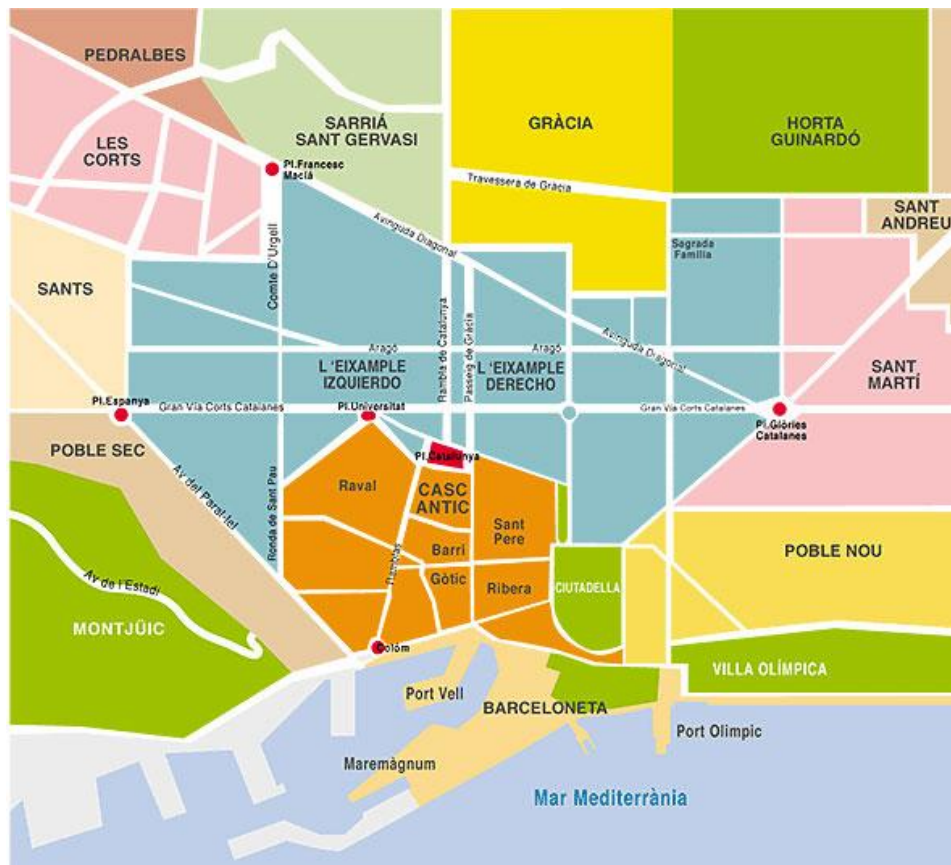 PEDRALBES
LES
CORTS
SARRIÁ
SANT GERVASI
GRÀCIA
HORTA
GUINARDÓ
Pl.Francesc
Macià
Travessera de Gràcia
SANT
ANDREU
Avinguda Diagonal
Sagrada
Familia
Comte D'Urgell
SANTS
Rambla de Catalunya
Passeig de Gràcia
Avinguda Diagonal
Aragó
Aragó
L 'EIXAMPLE
IZQUIERDO
L 'EIXAMPLE
DERECHO
SANT
MARTÍ
Pl.Espanya
Gran Vía Corts Catalanes
Pl.Universitat
Gran Vía Corts Catalanes
Pl.Glóries
Catalanes
POBLE SEC
Pl.Catalunya
Av del Paral-lel
Ronda de Sant Pau
Raval
CASC
ANTIC
Sant
Pere
Barri
Gòtic
Ramblas
Ribera
CIUTADELLA
POBLE NOU
Av de l'Estadi
MONTJÜIC
Colóm
VILLA OLÍMPICA
Port Vell
BARCELONETA
Port Olimpic
Maremàgnum
Mar Mediterrània